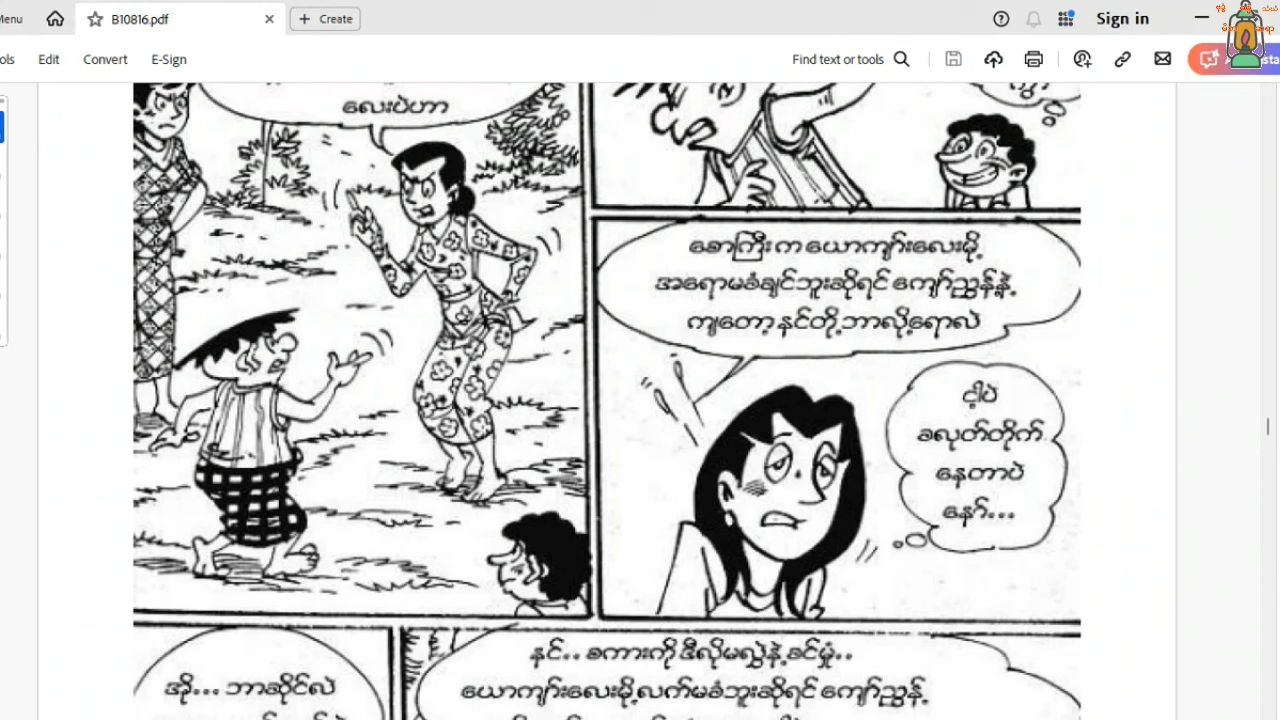 Menu
B10816.pdf
Create
Sign in
ols
Edit
Convert
E-Sign
Find text or tools
လေးပဲဟာ
ခေါကြီး က ယောကျာ်းလေးမို့
အရောမခံချင်ဘူးဆိုရင် ကျော်ညွန့်နဲ့
ကျတော့ နင်တို့ဘာလို့ရောလဲ
ငါ့ပဲ
ခလုတ်တိုက်
နေတာပဲ
နော်...
နင်.. စကားကို ဒီလိုမလွှဲနဲ့ ခင်မှုံ..
အို... ဘာဆိုင်လဲ
ယောကျာ်းလေးမို့ လက်မခံဘူးဆိုရင် ကျော်ညွန့်